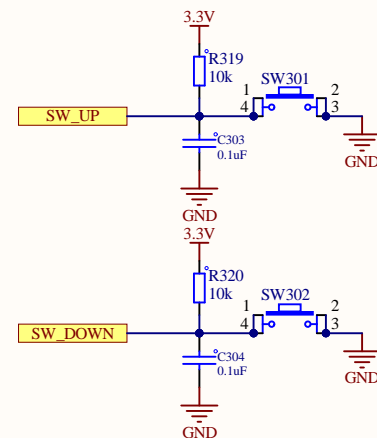 3.3V
R319
10k
SW301
1
2
4
3
SW_UP
C303
0.1uF
GND
GND
3.3V
R320
10k
SW302
1
2
4
3
SW_DOWN
C304
0.1uF
GND
GND